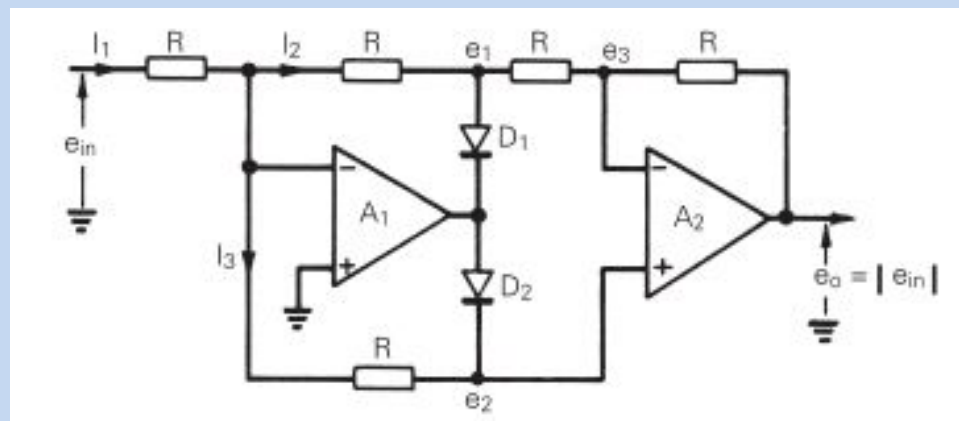 I₁ R I₂ R e₁ R e₃ R
D₁
eᵢₙ
−
−
A₁
A₂
I₃
+
+
D₂
eₒ = | eᵢₙ |
R
e₂